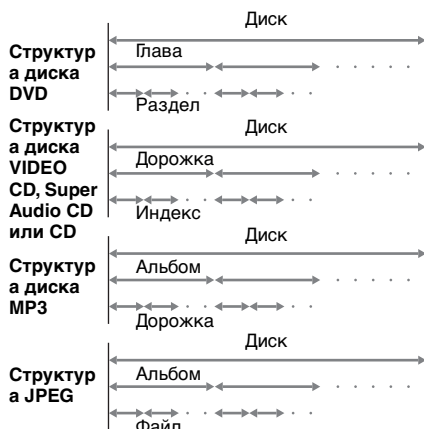 Диск
Структур
а диска
DVD
Глава
Раздел
Структур
а диска
VIDEO
CD, Super
Audio CD
или CD
Диск
Дорожка
Индекс
Структур
а диска
MP3
Диск
Альбом
Дорожка
Структур
а JPEG
Диск
Альбом
Файл